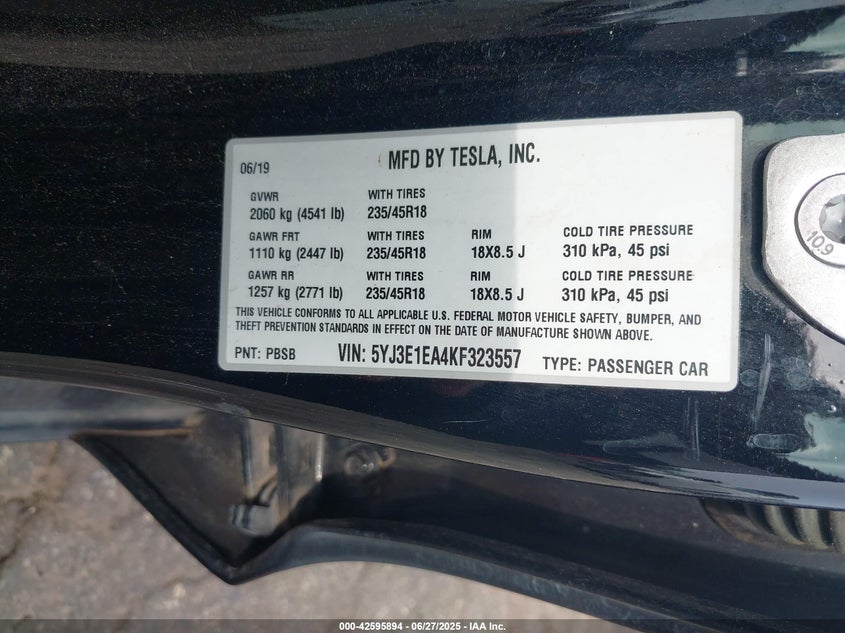 06/19 MFD BY TESLA, INC.
GVWR WITH TIRES
2060 kg (4541 lb) 235/45R18
GAWR FRT WITH TIRES RIM COLD TIRE PRESSURE
1110 kg (2447 lb) 235/45R18 18X8.5 J 310 kPa, 45 psi
GAWR RR WITH TIRES RIM COLD TIRE PRESSURE
1257 kg (2771 lb) 235/45R18 18X8.5 J 310 kPa, 45 psi
THIS VEHICLE CONFORMS TO ALL APPLICABLE U.S. FEDERAL MOTOR VEHICLE SAFETY, BUMPER, AND
THEFT PREVENTION STANDARDS IN EFFECT ON THE DATE OF MANUFACTURE SHOWN ABOVE.
PNT: PBSB VIN: 5YJ3E1EA4KF323557 TYPE: PASSENGER CAR
10.9
000-42595894 - 06/27/2025 - IAA Inc.